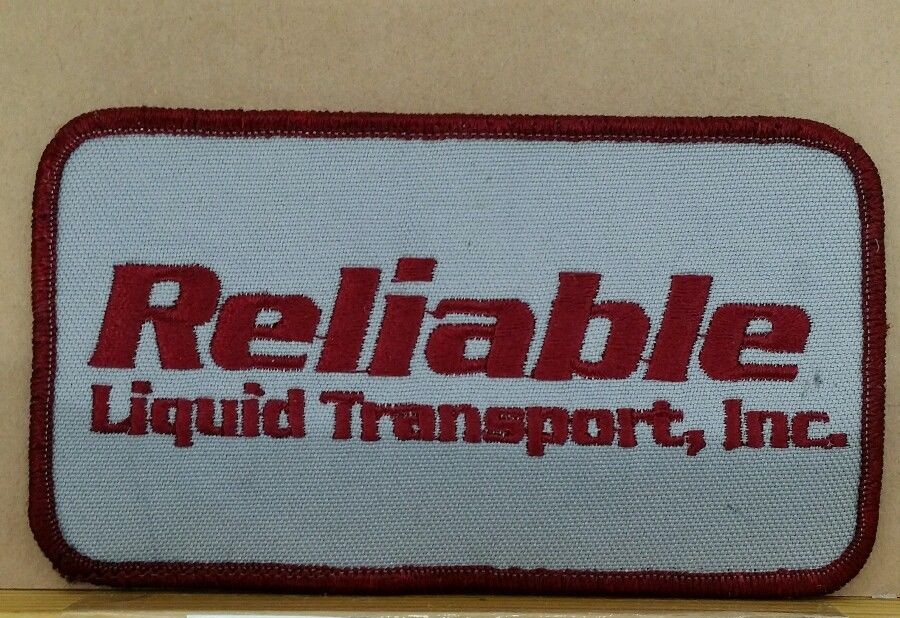 Reliable
Liquid Transport, Inc.